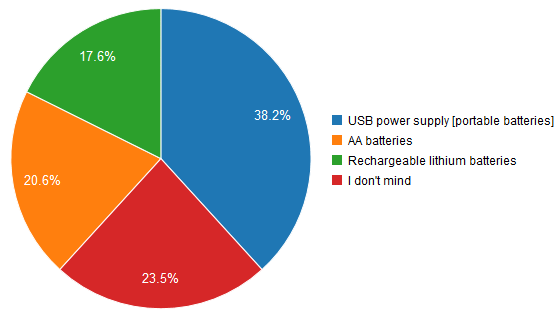 17.6%
38.2%
20.6%
23.5%
USB power supply [portable batteries]
AA batteries
Rechargeable lithium batteries
I don't mind